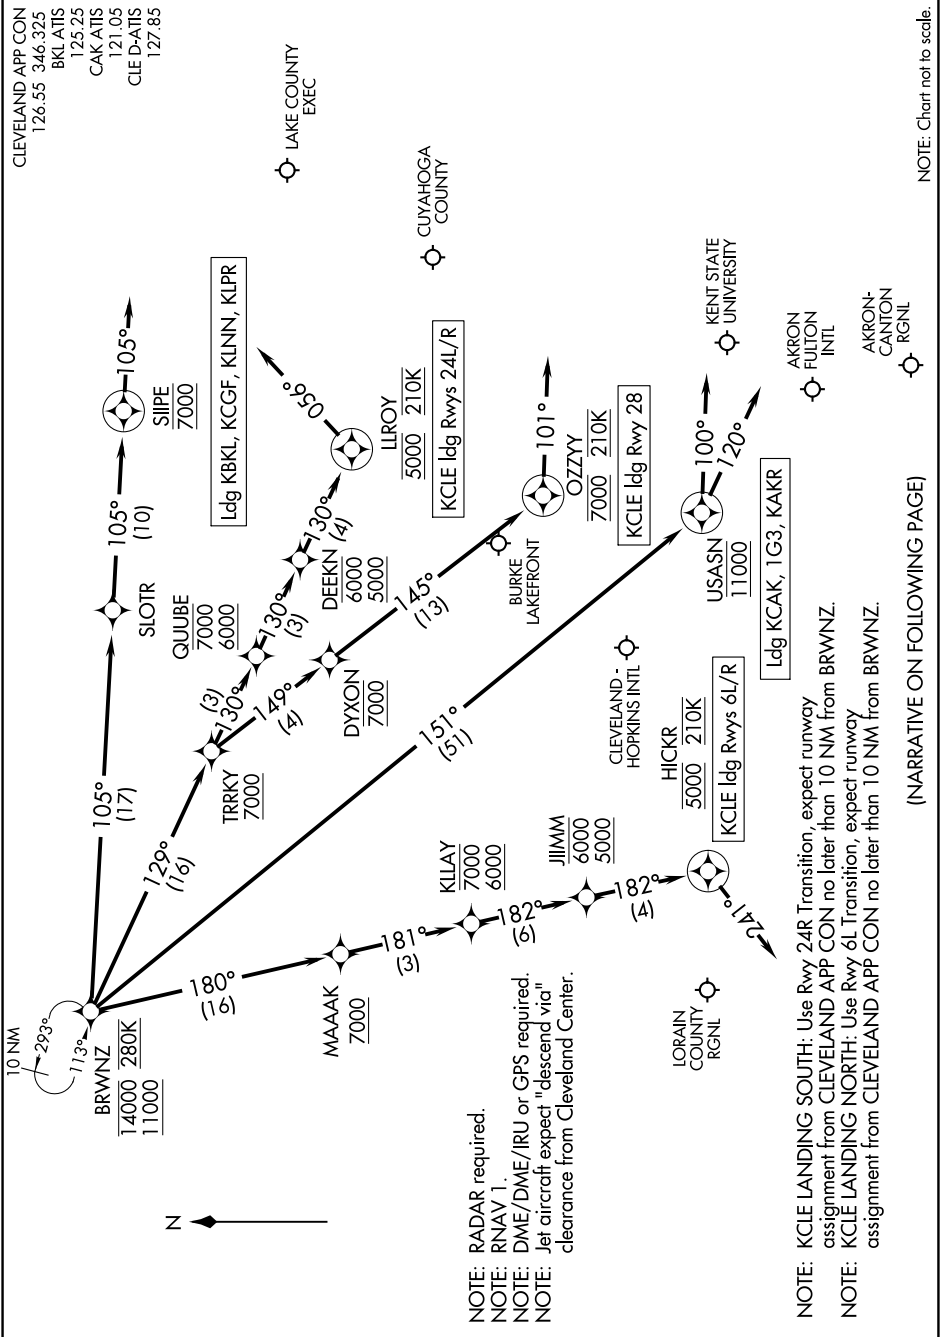 CLEVELAND APP CON
126.55 346.325
BKL ATIS
125.25
CAK ATIS
121.05
CLE D-ATIS
127.85
10 NM
293°
113°
BRWNZ
14000 280K
11000
N
105°
(17)
SLOTR
105°
(10)
SIIPE
7000
105°
Ldg KBKL, KCGF, KLNN, KLPR
LAKE COUNTY
EXEC
129°
(16)
TRRKY
7000
130°
(3)
QUUBE
7000
6000
130°
(3)
DEEKN
6000
5000
130°
(4)
LLROY
5000 210K
KCLE ldg Rwys 24L/R
056°
CUYAHOGA
COUNTY
149°
(4)
DYXON
7000
145°
(13)
BURKE
LAKEFRONT
OZZYY
7000 210K
KCLE ldg Rwy 28
101°
151°
(51)
USASN
11000
Ldg KCAK, 1G3, KAKR
100°
120°
KENT STATE
UNIVERSITY
AKRON
FULTON
INTL
AKRON-
CANTON
RGNL
180°
(16)
MAAAK
7000
181°
(3)
KLLAY
7000
6000
182°
(6)
JIIMM
6000
5000
182°
(4)
HICKR
5000 210K
KCLE ldg Rwys 6L/R
241°
CLEVELAND -
HOPKINS INTL
LORAIN
COUNTY
RGNL
NOTE: RADAR required.
NOTE: RNAV 1.
NOTE: DME/DME/IRU or GPS required.
NOTE: Jet aircraft expect "descend via"
clearance from Cleveland Center.
NOTE: KCLE LANDING SOUTH: Use Rwy 24R Transition, expect runway
assignment from CLEVELAND APP CON no later than 10 NM from BRWNZ.
NOTE: KCLE LANDING NORTH: Use Rwy 6L Transition, expect runway
assignment from CLEVELAND APP CON no later than 10 NM from BRWNZ.
(NARRATIVE ON FOLLOWING PAGE)
NOTE: Chart not to scale.